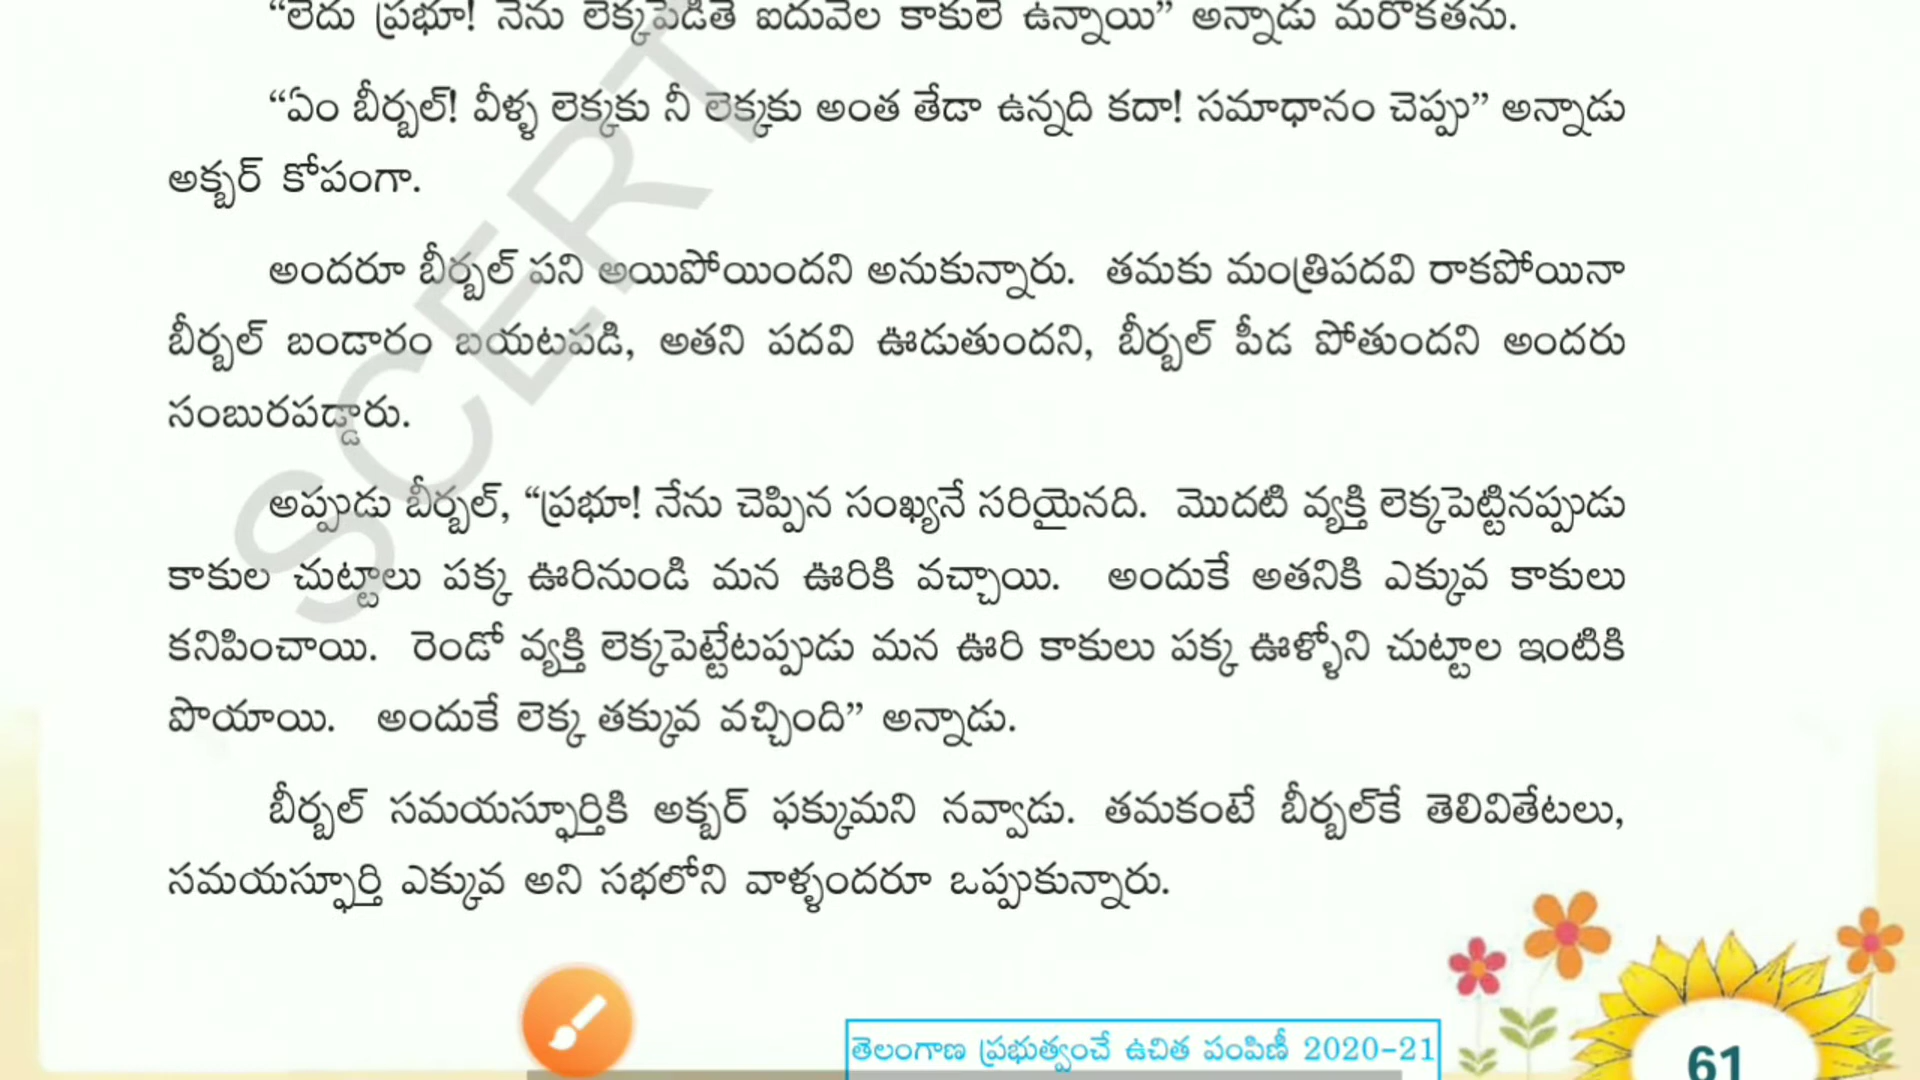 “లేదు ప్రభూ! నేను లెక్కపెడితే ఐదువేల కాకులే ఉన్నాయి” అన్నాడు మరొకతను.
“ఏం బీర్బల్! వీళ్ళ లెక్కకు నీ లెక్కకు అంత తేడా ఉన్నది కదా! సమాధానం చెప్పు” అన్నాడు
అక్బర్ కోపంగా.
అందరూ బీర్బల్ పని అయిపోయిందని అనుకున్నారు. తమకు మంత్రిపదవి రాకపోయినా
బీర్బల్ బండారం బయటపడి, అతని పదవి ఊడుతుందని, బీర్బల్ పీడ పోతుందని అందరు
సంబురపడ్డారు.
అప్పుడు బీర్బల్, “ప్రభూ! నేను చెప్పిన సంఖ్యనే సరియైనది. మొదటి వ్యక్తి లెక్కపెట్టినప్పుడు
కాకుల చుట్టాలు పక్క ఊరినుండి మన ఊరికి వచ్చాయి. అందుకే అతనికి ఎక్కువ కాకులు
కనిపించాయి. రెండో వ్యక్తి లెక్కపెట్టేటప్పుడు మన ఊరి కాకులు పక్క ఊళ్ళోని చుట్టాల ఇంటికి
పొయాయి. అందుకే లెక్క తక్కువ వచ్చింది” అన్నాడు.
బీర్బల్ సమయస్ఫూర్తికి అక్బర్ ఫక్కుమని నవ్వాడు. తమకంటే బీర్బల్‌కే తెలివితేటలు,
సమయస్ఫూర్తి ఎక్కువ అని సభలోని వాళ్ళందరూ ఒప్పుకున్నారు.
SCERT
తెలంగాణ ప్రభుత్వంచే ఉచిత పంపిణీ 2020-21
61